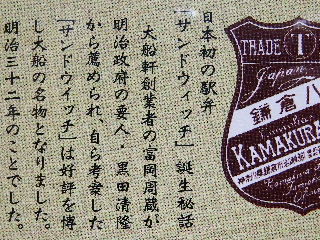 日本初の駅弁
「サンドウィッチ」誕生秘話
大船軒創業者の富岡周蔵が
明治政府の要人・黒田清隆
から薦められ、自ら考案した
「サンドウィッチ」は好評を博
し大船の名物となりました。
明治三十二年のことでした。
TRADE
T
Japan
鎌倉ハ
KAMAKURA